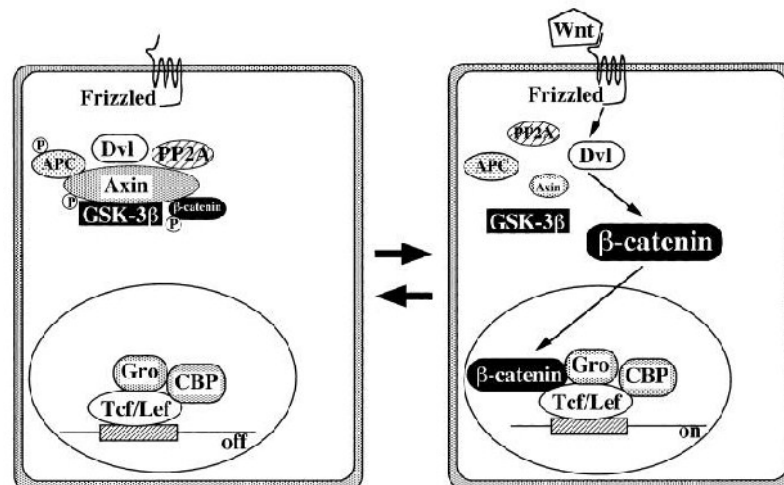 Frizzled
P
APC
Dvl
PP2A
Axin
P
GSK-3β
β-catenin
P
Gro
CBP
Tcf/Lef
off
Wnt
Frizzled
PP2A
Dvl
APC
Axin
GSK-3β
β-catenin
β-catenin
Gro
CBP
Tcf/Lef
on